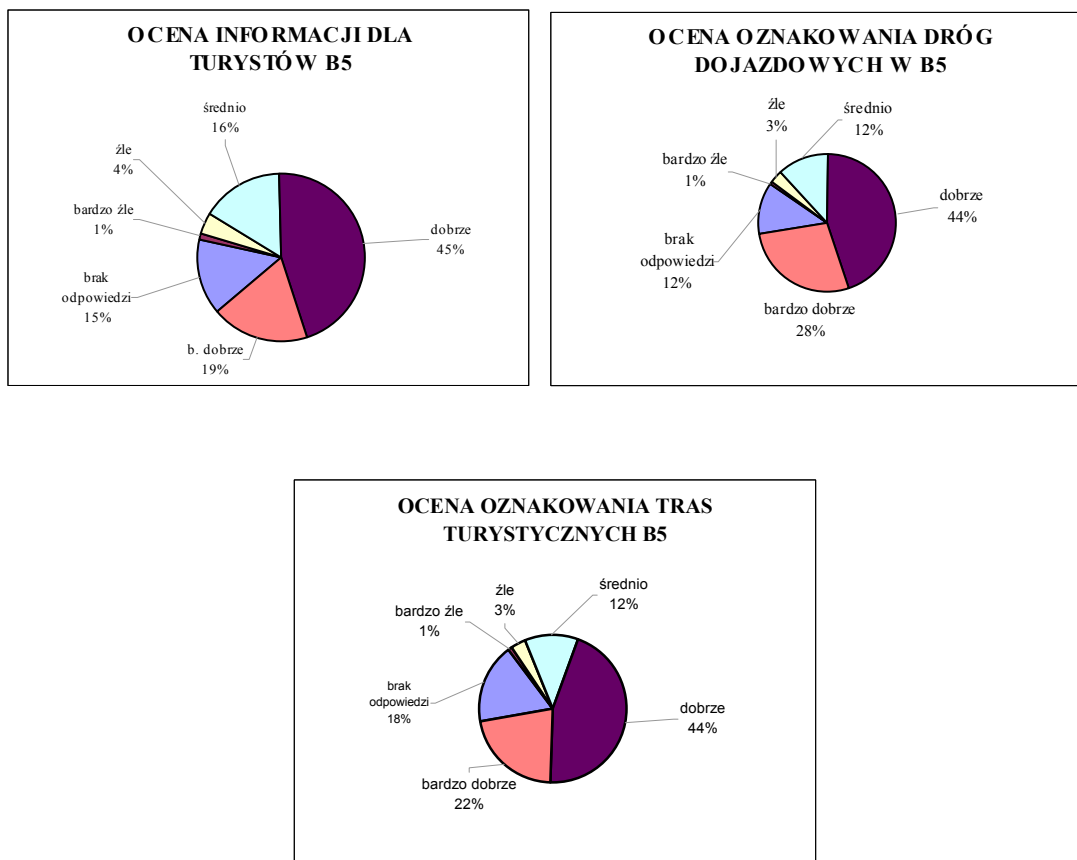 OCENA INFORMACJI DLA
TURYSTÓW B5
średnio
16%
źle
4%
bardzo źle
1%
dobrze
45%
brak
odpowiedzi
15%
b. dobrze
19%
OCENA OZNAKOWANIA DRÓG
DOJAZDOWYCH W B5
źle
3%
średnio
12%
bardzo źle
1%
dobrze
44%
brak
odpowiedzi
12%
bardzo dobrze
28%
OCENA OZNAKOWANIA TRAS
TURYSTYCZNYCH B5
źle
3%
średnio
12%
bardzo źle
1%
brak
odpowiedzi
18%
dobrze
44%
bardzo dobrze
22%